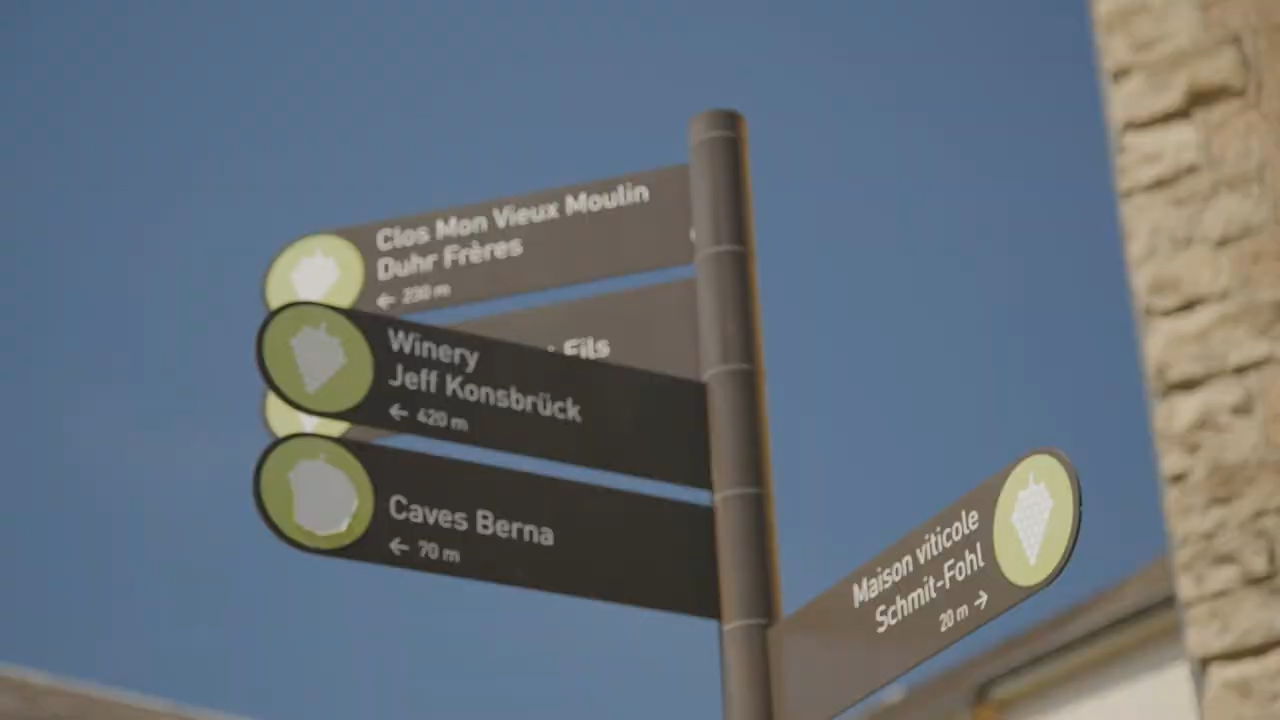 Clos Mon Vieux Moulin
Duhr Frères
← 230 m
Fils
Winery
Jeff Konsbrück
← 420 m
Caves Berna
← 70 m
Maison viticole
Schmit-Fohl
20 m →